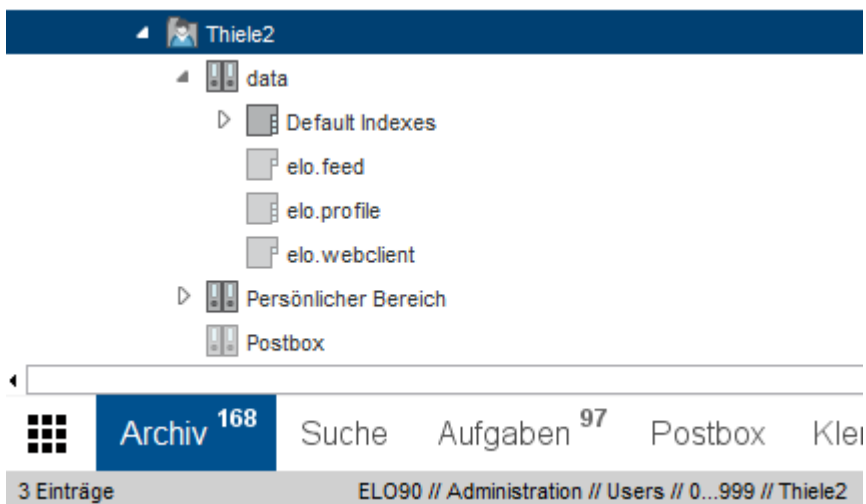 Thiele2
data
Default Indexes
elo.feed
elo.profile
elo.webclient
Persönlicher Bereich
Postbox
Archiv 168 Suche Aufgaben 97 Postbox Kle
3 Einträge ELO90 // Administration // Users // 0...999 // Thiele2